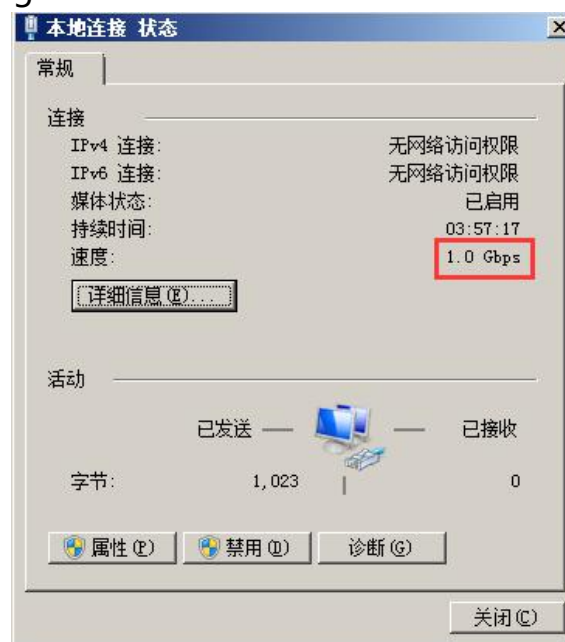 本地连接 状态
常规
连接
IPv4 连接: 无网络访问权限
IPv6 连接: 无网络访问权限
媒体状态: 已启用
持续时间: 03:57:17
速度: 1.0 Gbps
详细信息(E)...
活动
已发送 — — 已接收
字节: 1,023 0
属性(P) 禁用(D) 诊断(G)
关闭(C)